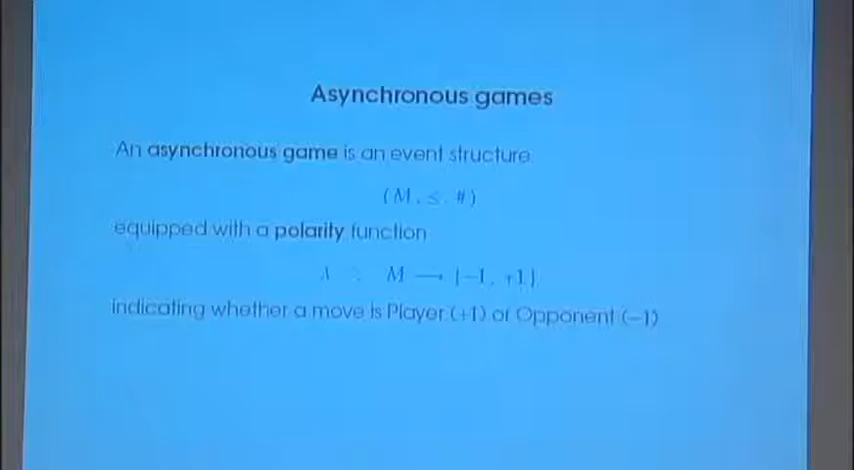 Asynchronous games
An asynchronous game is an event structure
(M, ≤, #)
equipped with a polarity function
λ : M ⟶ {−1, +1}
indicating whether a move is Player (+1) or Opponent (−1)